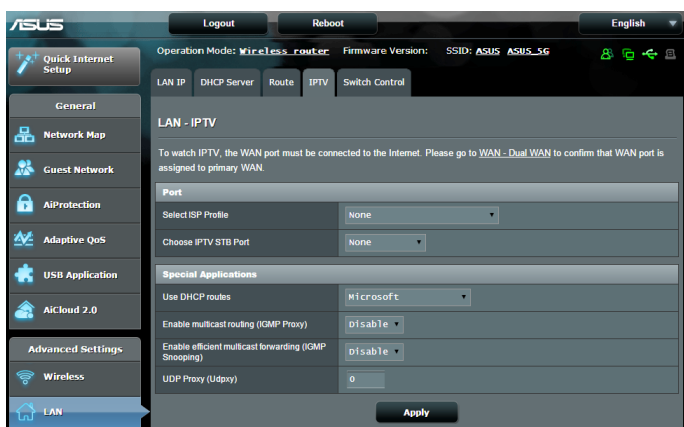 ASUS
Logout
Reboot
English
Quick Internet Setup
Operation Mode: Wireless router Firmware Version: SSID: ASUS ASUS_5G
LAN IP
DHCP Server
Route
IPTV
Switch Control
General
Network Map
Guest Network
AiProtection
Adaptive QoS
USB Application
AiCloud 2.0
Advanced Settings
Wireless
LAN
LAN - IPTV
To watch IPTV, the WAN port must be connected to the Internet. Please go to WAN - Dual WAN to confirm that WAN port is
assigned to primary WAN.
Port
Select ISP Profile
None
Choose IPTV STB Port
None
Special Applications
Use DHCP routes
Microsoft
Enable multicast routing (IGMP Proxy)
Disable
Enable efficient multicast forwarding (IGMP
Snooping)
Disable
UDP Proxy (Udpxy)
0
Apply